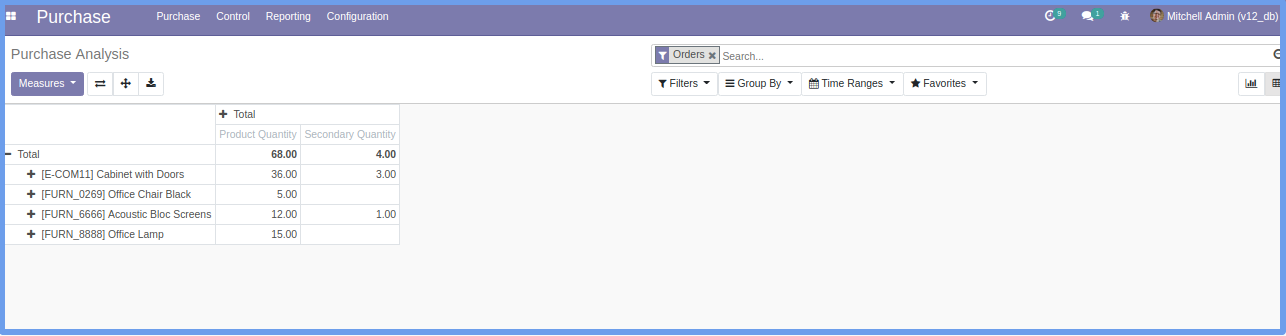 Purchase Purchase Control Reporting Configuration 9 1 Mitchell Admin (v12_db)
Purchase Analysis Orders Search...
Measures Filters Group By Time Ranges Favorites
Total
Product Quantity Secondary Quantity
Total 68.00 4.00
[E-COM11] Cabinet with Doors 36.00 3.00
[FURN_0269] Office Chair Black 5.00
[FURN_6666] Acoustic Bloc Screens 12.00 1.00
[FURN_8888] Office Lamp 15.00